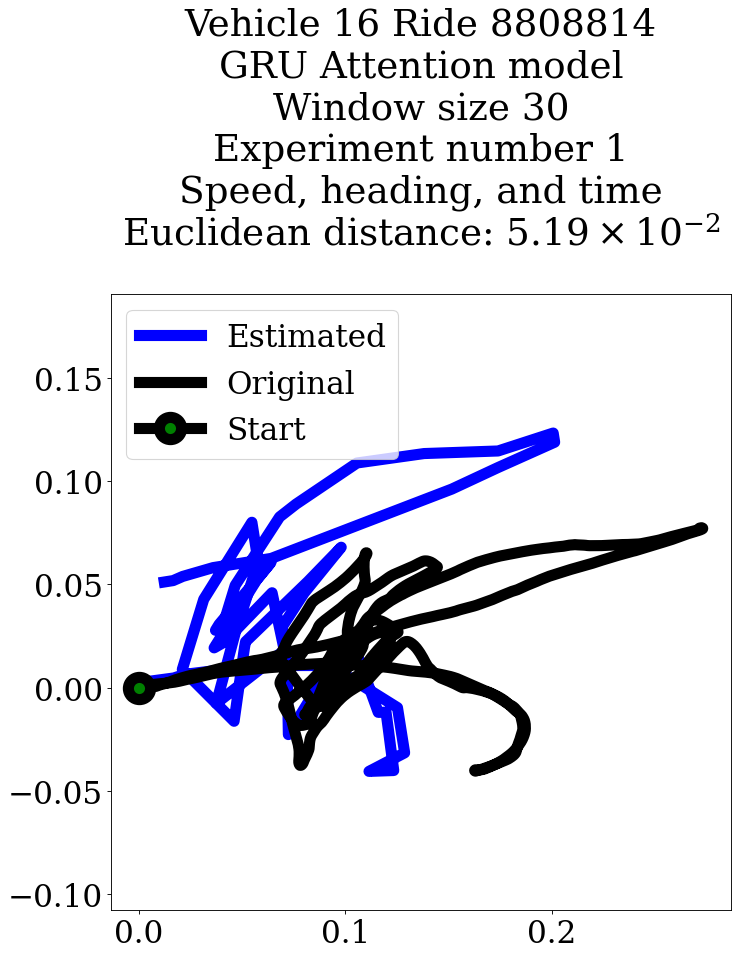 Vehicle 16 Ride 8808814
GRU Attention model
Window size 30
Experiment number 1
Speed, heading, and time
Euclidean distance: 5.19 × 10⁻²
Estimated
Original
Start
0.15
0.10
0.05
0.00
−0.05
−0.10
0.0 0.1 0.2